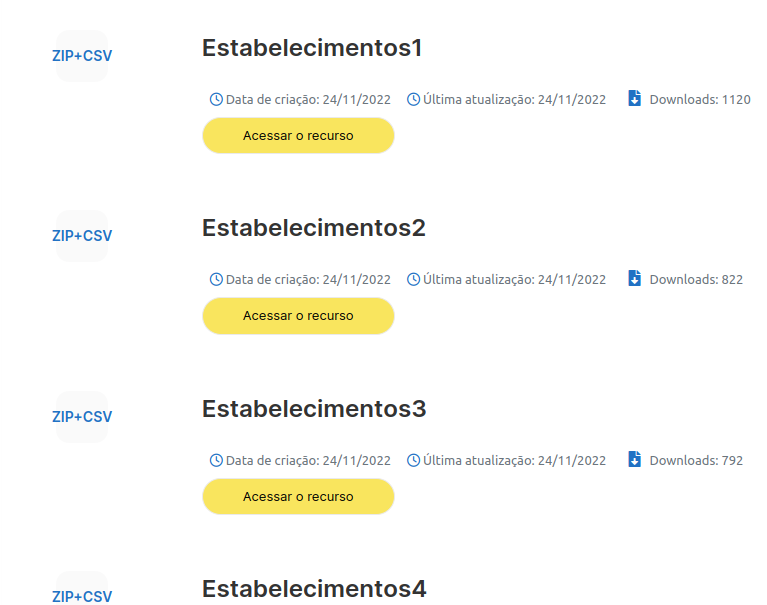 ZIP+CSV
Estabelecimentos1
Data de criação: 24/11/2022 Última atualização: 24/11/2022 Downloads: 1120
Acessar o recurso
ZIP+CSV
Estabelecimentos2
Data de criação: 24/11/2022 Última atualização: 24/11/2022 Downloads: 822
Acessar o recurso
ZIP+CSV
Estabelecimentos3
Data de criação: 24/11/2022 Última atualização: 24/11/2022 Downloads: 792
Acessar o recurso
ZIP+CSV
Estabelecimentos4